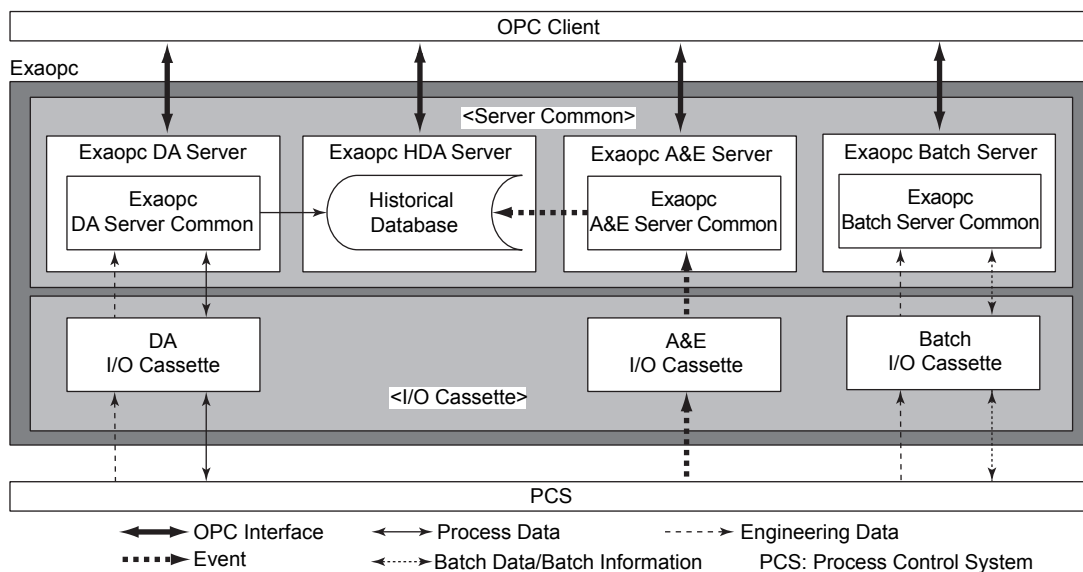 OPC Client
Exaopc
<Server Common>
Exaopc DA Server
Exaopc HDA Server
Exaopc A&E Server
Exaopc Batch Server
Exaopc
DA Server Common
Historical
Database
Exaopc
A&E Server Common
Exaopc
Batch Server Common
DA
I/O Cassette
A&E
I/O Cassette
Batch
I/O Cassette
<I/O Cassette>
PCS
OPC Interface
Process Data
Engineering Data
Event
Batch Data/Batch Information
PCS: Process Control System